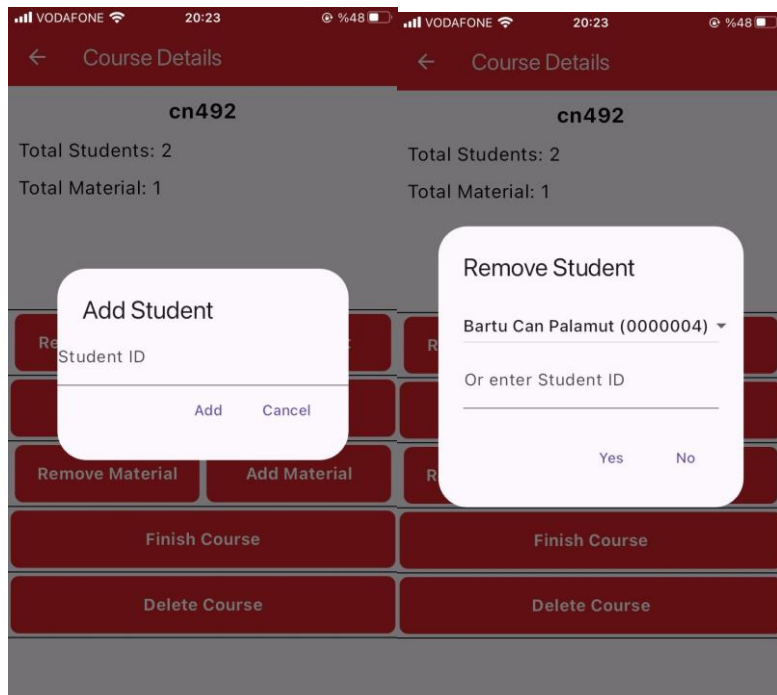 VODAFONE 20:23 %48
Course Details
cn492
Total Students: 2
Total Material: 1
Add Student
Re
Student ID
Add Cancel
Remove Material Add Material
Finish Course
Delete Course
VODAFONE 20:23 %48
Course Details
cn492
Total Students: 2
Total Material: 1
Remove Student
Bartu Can Palamut (0000004)
R
Or enter Student ID
Yes No
R
Finish Course
Delete Course